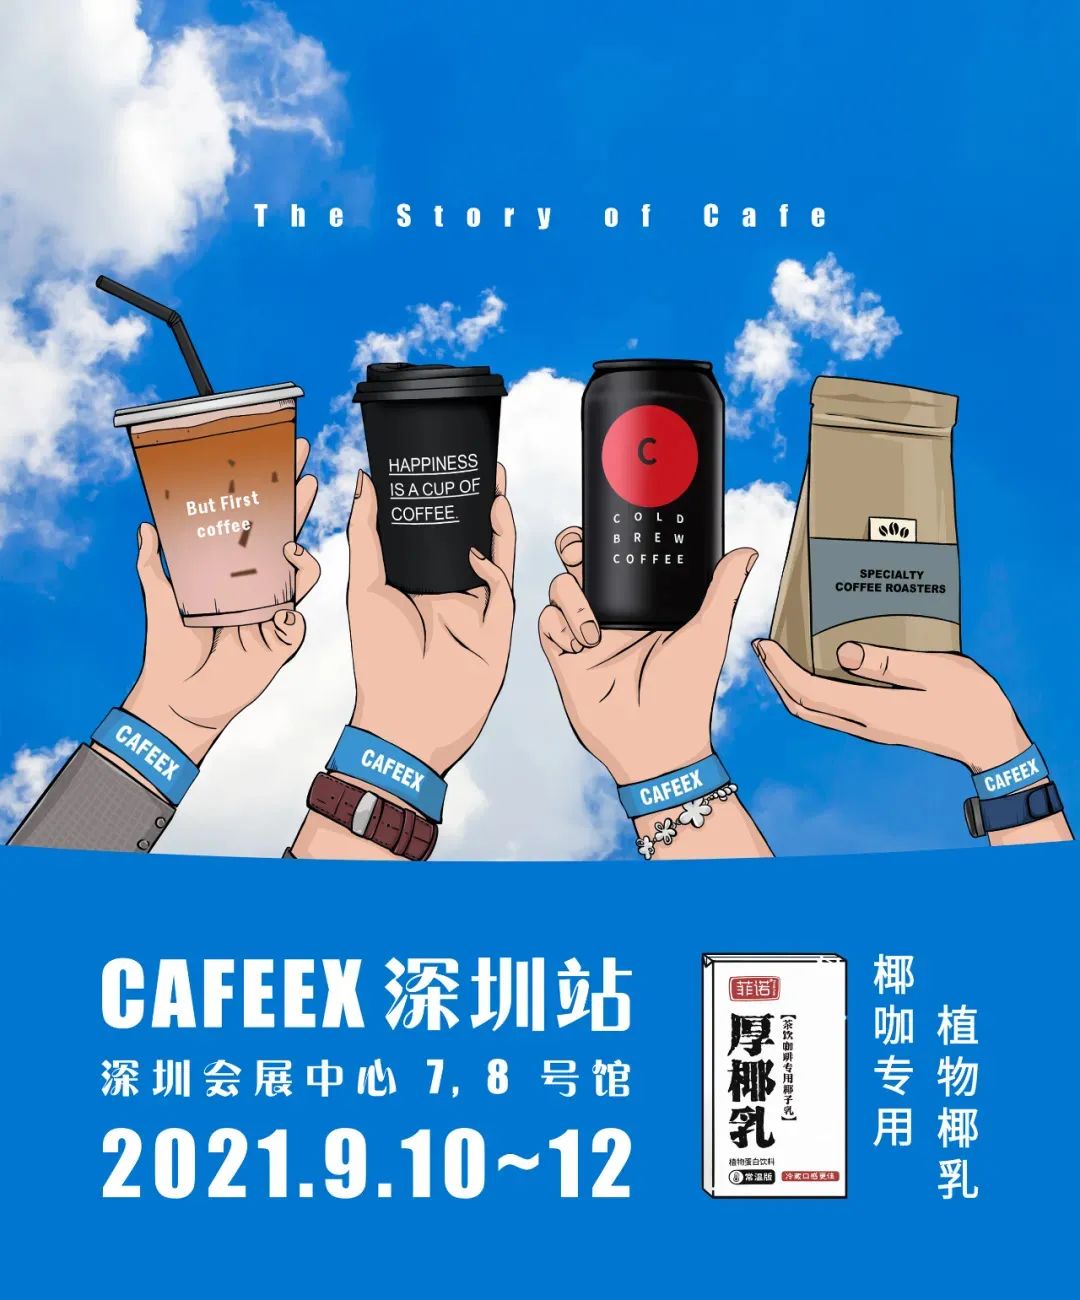 The Story of Cafe
But First
coffee
HAPPINESS
IS A CUP OF
COFFEE.
C
COLD
BREW
COFFEE
SPECIALTY
COFFEE ROASTERS
CAFEEX
CAFEEX
CAFEEX
CAFEEX
CAFEEX 深圳站
深圳会展中心 7, 8 号馆
2021.9.10~12
菲诺
厚椰乳
【茶饮咖啡专用椰子乳】
植物蛋白饮料
常温版
冷藏口感更佳
椰咖专用
植物椰乳